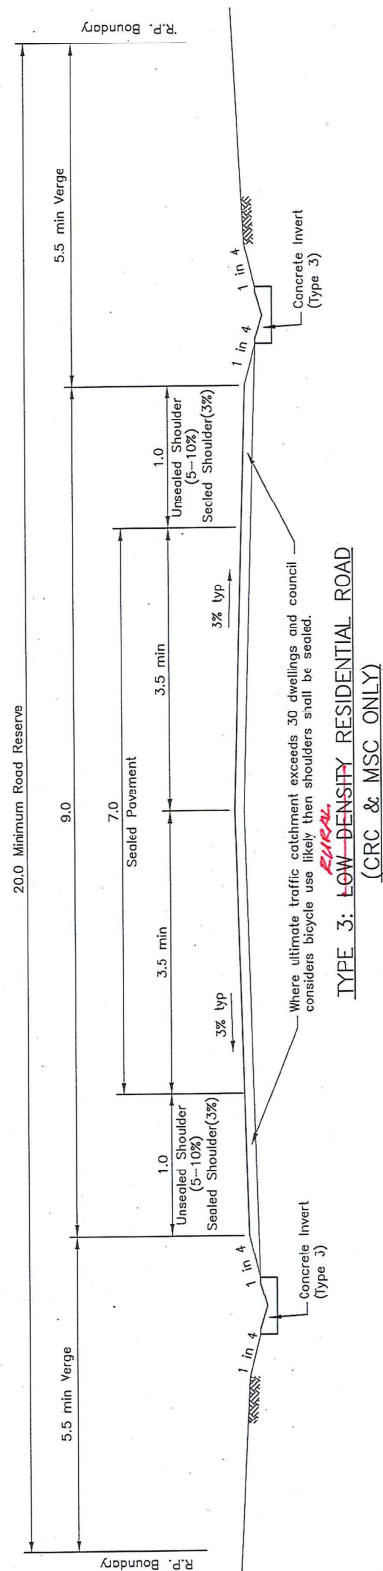 20.0 Minimum Road Reserve
5.5 min Verge
9.0
5.5 min Verge
7.0
Sealed Pavement
1.0
Unsealed Shoulder
(5–10%)
Sealed Shoulder(3%)
3.5 min
3.5 min
1.0
Unsealed Shoulder
(5–10%)
Sealed Shoulder(3%)
R.P. Boundary
R.P. Boundary
3% typ
3% typ
1 in 4
1 in 4
1 in 4
1 in 4
Concrete Invert
(Type 3)
Concrete Invert
(Type 3)
Where ultimate traffic catchment exceeds 30 dwellings and council
considers bicycle use likely then shoulders shall be sealed.
RURAL
TYPE 3: LOW DENSITY RESIDENTIAL ROAD
(CRC & MSC ONLY)